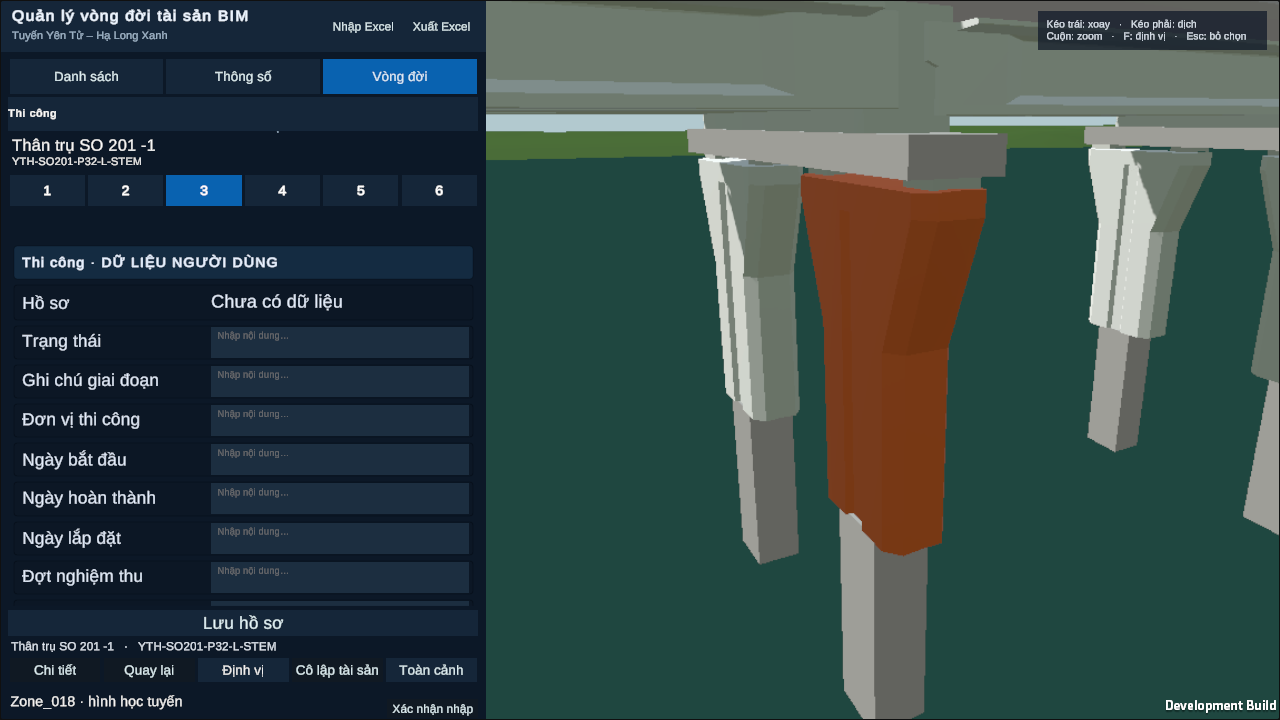 Quản lý vòng đời tài sản BIM
Tuyến Yên Tử – Hạ Long Xanh
Nhập Excel
Xuất Excel
Danh sách
Thông số
Vòng đời
Thi công
Thân trụ SO 201 -1
YTH-SO201-P32-L-STEM
1 2 3 4 5 6
Thi công · DỮ LIỆU NGƯỜI DÙNG
Hồ sơ Chưa có dữ liệu
Trạng thái Nhập nội dung...
Ghi chú giai đoạn Nhập nội dung...
Đơn vị thi công Nhập nội dung...
Ngày bắt đầu Nhập nội dung...
Ngày hoàn thành Nhập nội dung...
Ngày lắp đặt Nhập nội dung...
Đợt nghiệm thu Nhập nội dung...
Lưu hồ sơ
Thân trụ SO 201 -1 · YTH-SO201-P32-L-STEM
Chi tiết
Quay lại
Định vị
Cô lập tài sản
Toàn cảnh
Zone_018 · hình học tuyến
Xác nhận nhập
Kéo trái: xoay · Kéo phải: dịch
Cuộn: zoom · F: định vị · Esc: bỏ chọn
Development Build